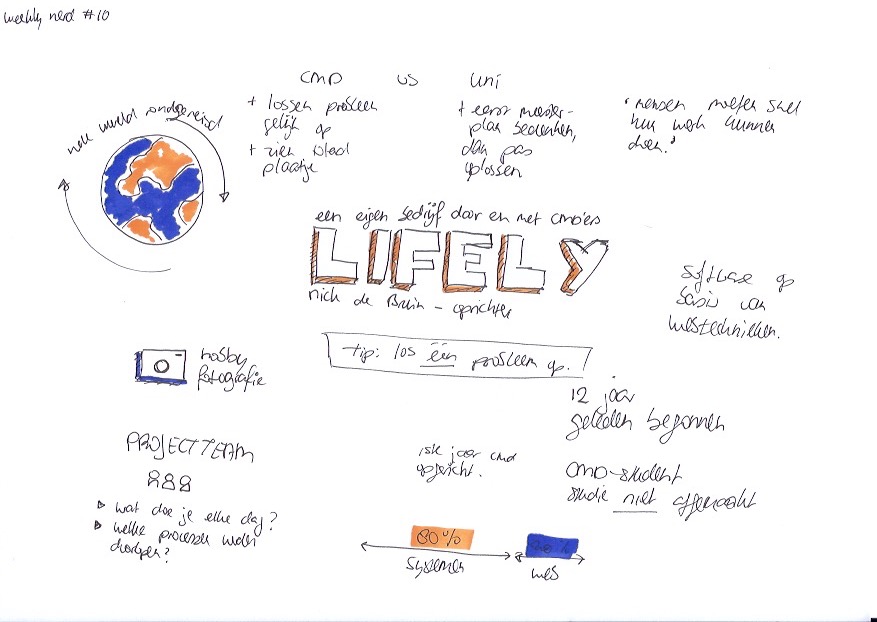 weekly nerd #10
hele wereld rondgereisd
CMD vs uni
+ lossen probleem
gelijk op
+ zien totaal
plaatje
+ eerst meester-
plan bedenken,
dan pas
oplossen
"mensen moeten snel
hun werk kunnen
doen."
een eigen bedrijf door en met cmd'ers
LIFELY
nick de Bruin - oprichter
software op
basis van
webtechnieken.
hobby
fotografie
tip: los één probleem op.
12 jaar
geleden begonnen
PROJECTTEAM
1ste jaar cmd
opgericht.
CMD-student
studie niet afgemaakt
wat doe je elke dag?
welke processen worden
doorlopen?
80%
systemen
20%
web